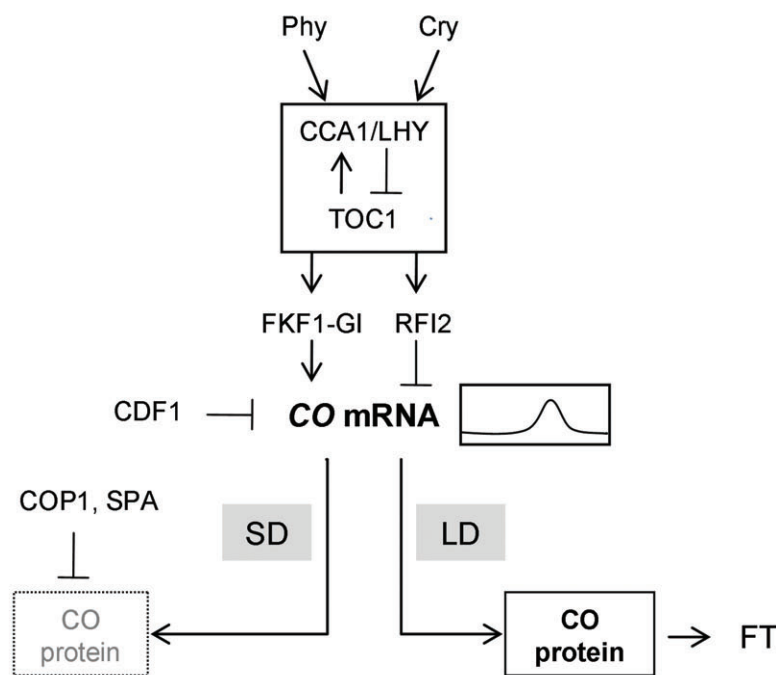 Phy Cry
CCA1/LHY
TOC1
FKF1-GI RFI2
CDF1 CO mRNA
COP1, SPA
SD LD
CO
protein
CO
protein
FT